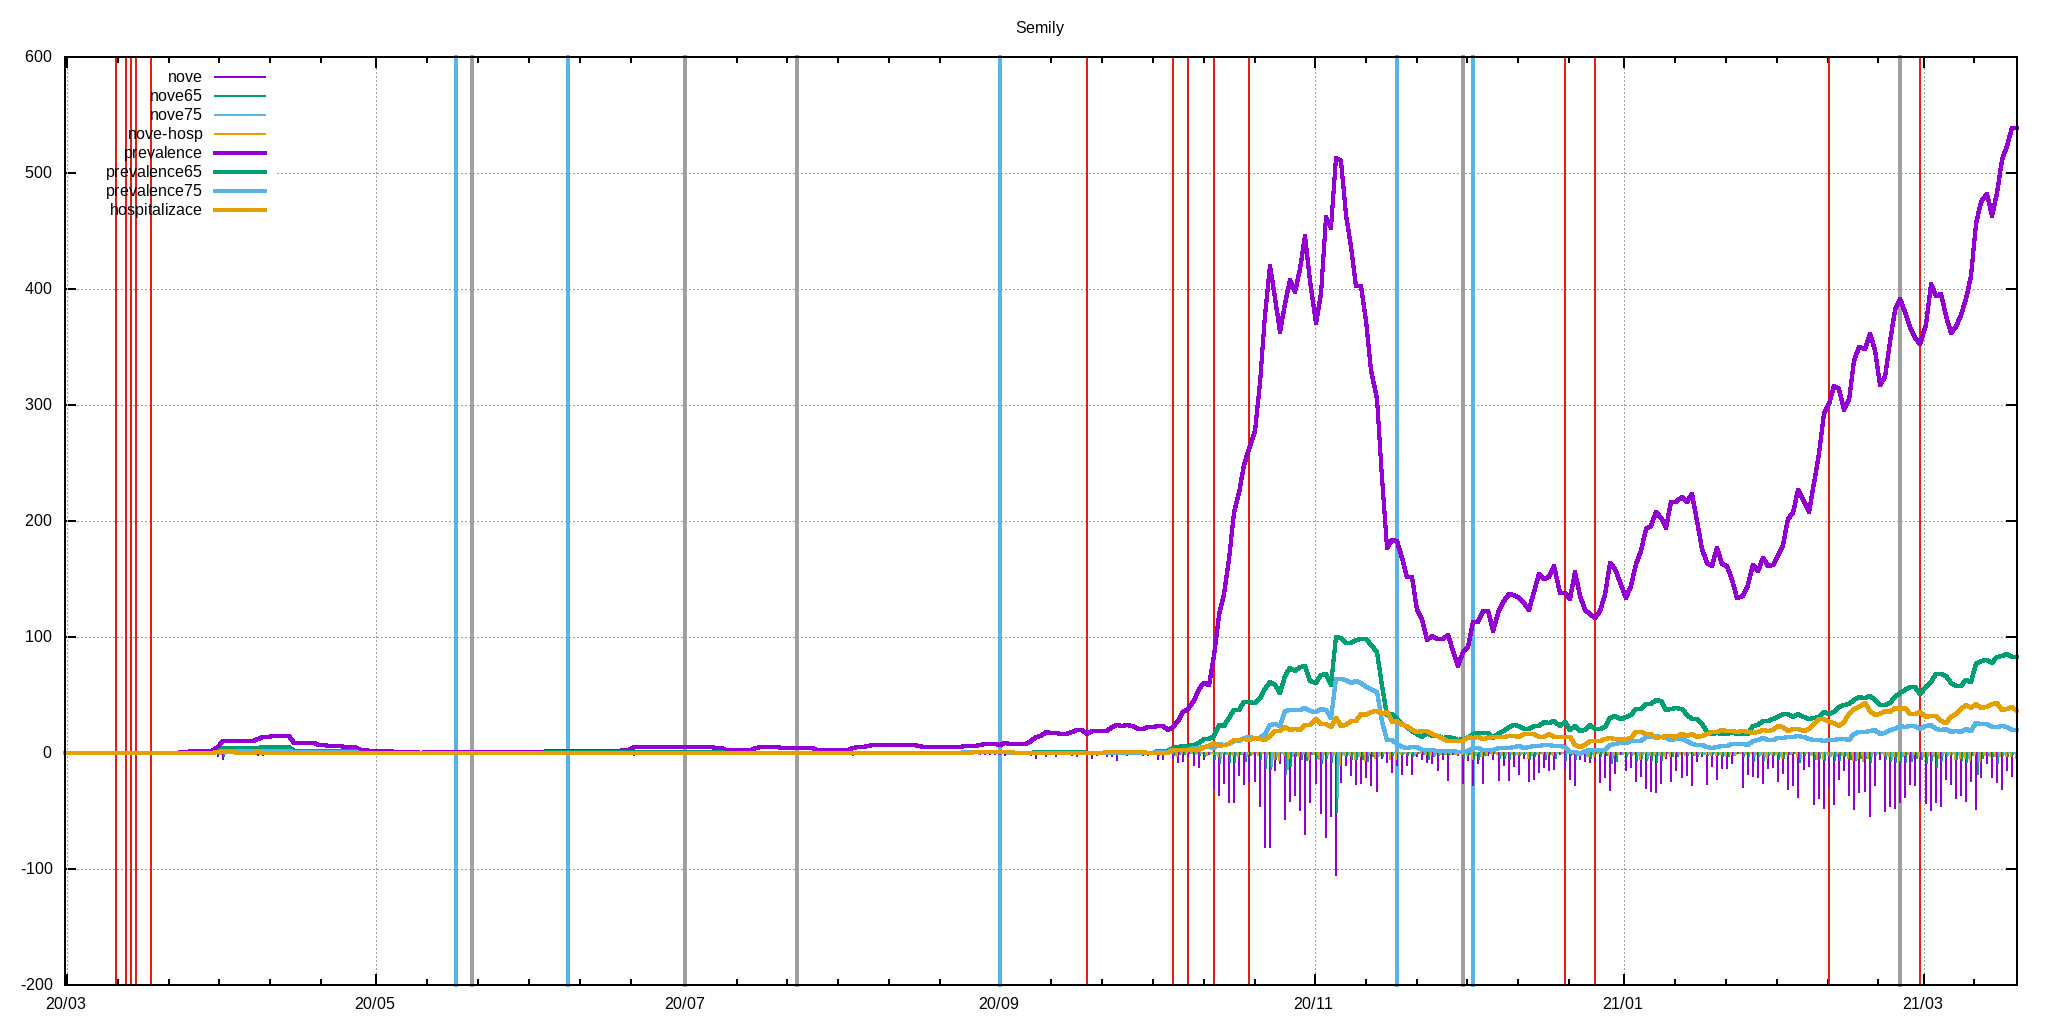 Semily
600
500
400
300
200
100
0
-100
-200
nove
nove65
nove75
nove-hosp
prevalence
prevalence65
prevalence75
hospitalizace
20/03 20/05 20/07 20/09 20/11 21/01 21/03